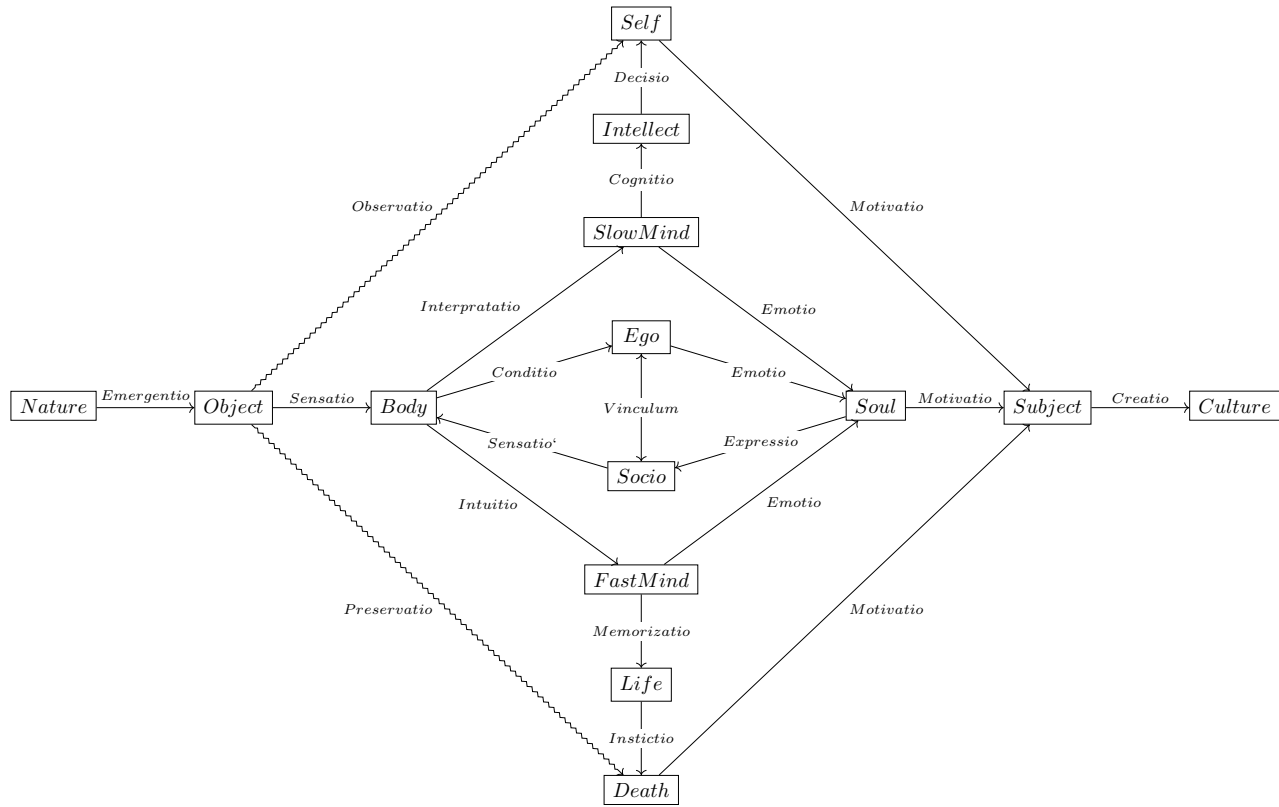 Self
Decisio
Intellect
Cognitio
Observatio
Motivatio
SlowMind
Interpratatio
Emotio
Ego
Conditio
Emotio
Nature
Emergentio
Object
Sensatio
Body
Vinculum
Soul
Motivatio
Subject
Creatio
Culture
Sensatio‘
Expressio
Socio
Intuitio
Emotio
FastMind
Preservatio
Memorizatio
Motivatio
Life
Instictio
Death